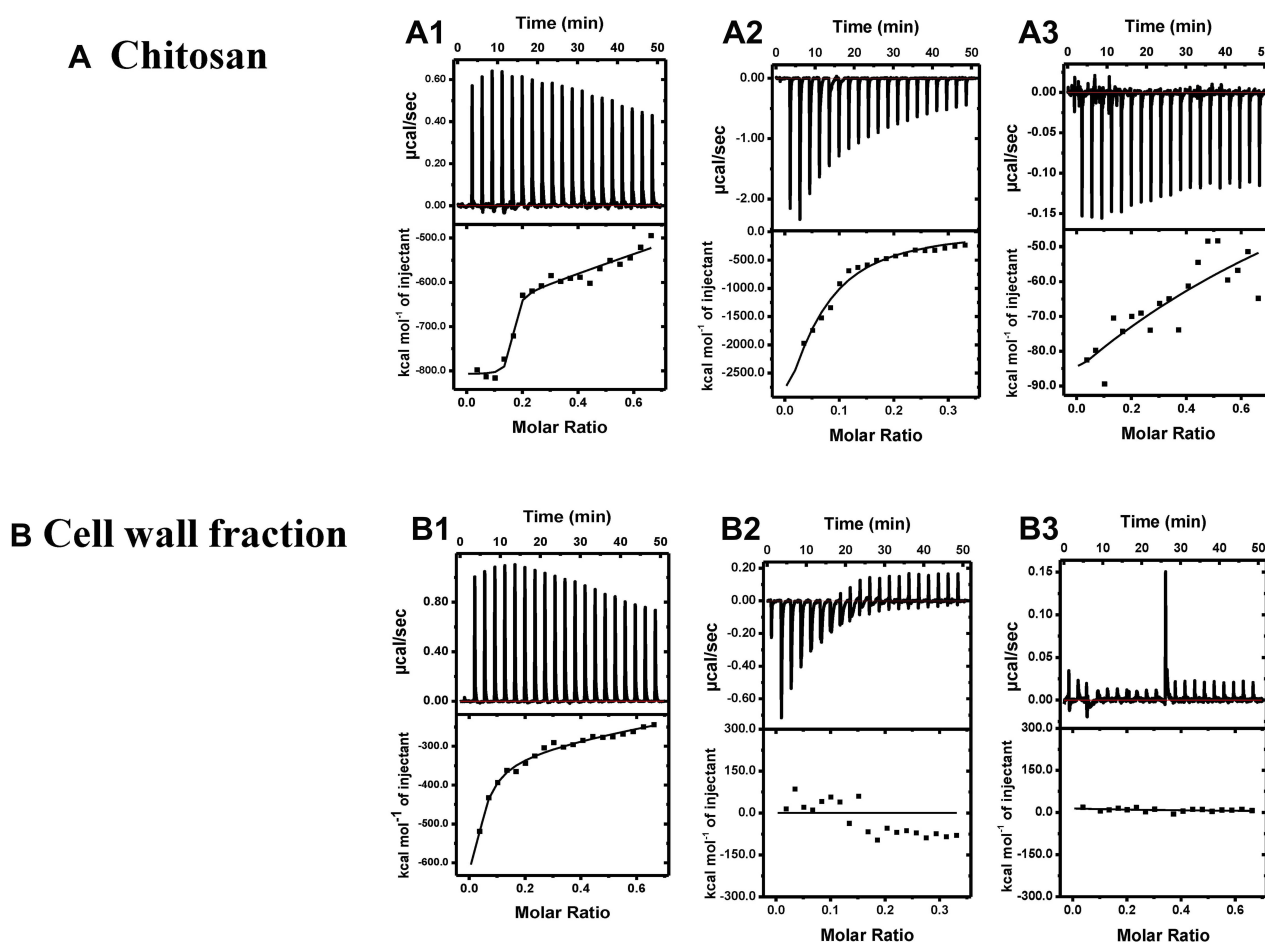 A Chitosan
A1
Time (min)
0 10 20 30 40 50
0.60
0.40
0.20
0.00
µcal/sec
-500.0
-600.0
-700.0
-800.0
kcal mol-1 of injectant
0.0 0.2 0.4 0.6
Molar Ratio
A2
Time (min)
0 10 20 30 40 50
0.00
-1.00
-2.00
µcal/sec
0.0
-500.0
-1000.0
-1500.0
-2000.0
-2500.0
kcal mol-1 of injectant
0.0 0.1 0.2 0.3
Molar Ratio
A3
Time (min)
0 10 20 30 40 50
0.00
-0.05
-0.10
-0.15
µcal/sec
-50.0
-60.0
-70.0
-80.0
-90.0
kcal mol-1 of injectant
0.0 0.2 0.4 0.6
Molar Ratio
B Cell wall fraction
B1
Time (min)
0 10 20 30 40 50
0.80
0.40
0.00
µcal/sec
-300.0
-400.0
-500.0
-600.0
kcal mol-1 of injectant
0.0 0.2 0.4 0.6
Molar Ratio
B2
Time (min)
0 10 20 30 40 50
0.20
0.00
-0.20
-0.40
-0.60
µcal/sec
300.0
150.0
0.0
-150.0
-300.0
kcal mol-1 of injectant
0.0 0.1 0.2 0.3
Molar Ratio
B3
Time (min)
0 10 20 30 40 50
0.15
0.10
0.05
0.00
µcal/sec
300.0
150.0
0.0
-150.0
-300.0
kcal mol-1 of injectant
0.0 0.2 0.4 0.6
Molar Ratio